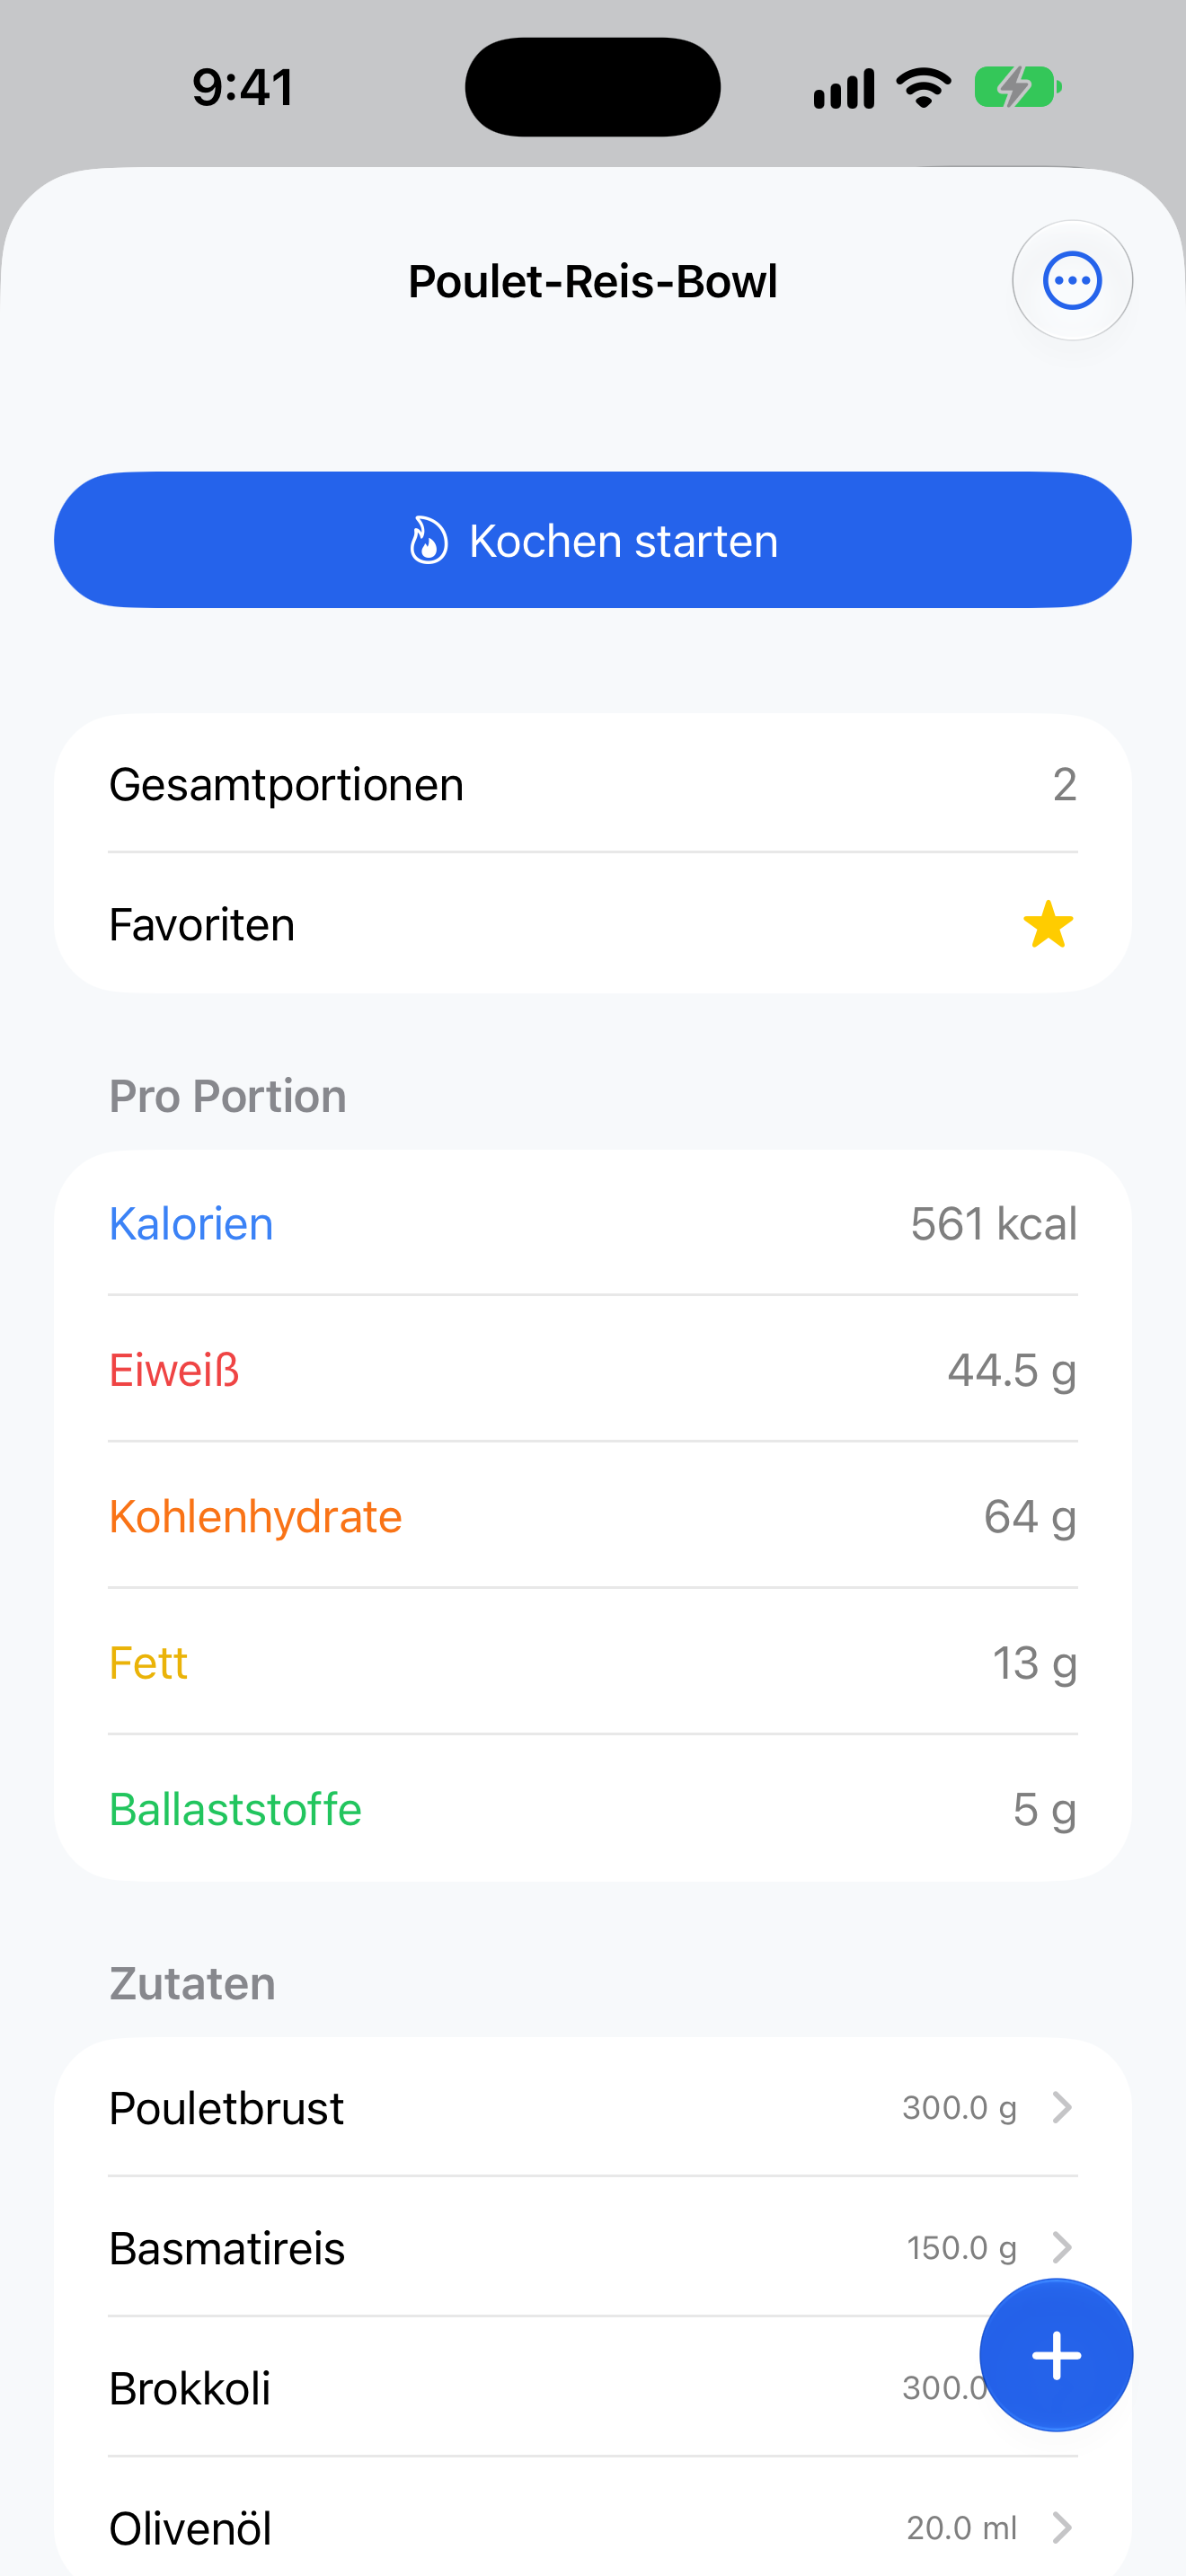 9:41
Poulet-Reis-Bowl
Kochen starten
Gesamtportionen 2
Favoriten
Pro Portion
Kalorien 561 kcal
Eiweiß 44.5 g
Kohlenhydrate 64 g
Fett 13 g
Ballaststoffe 5 g
Zutaten
Pouletbrust 300.0 g
Basmatireis 150.0 g
Brokkoli 300.0
Olivenöl 20.0 ml